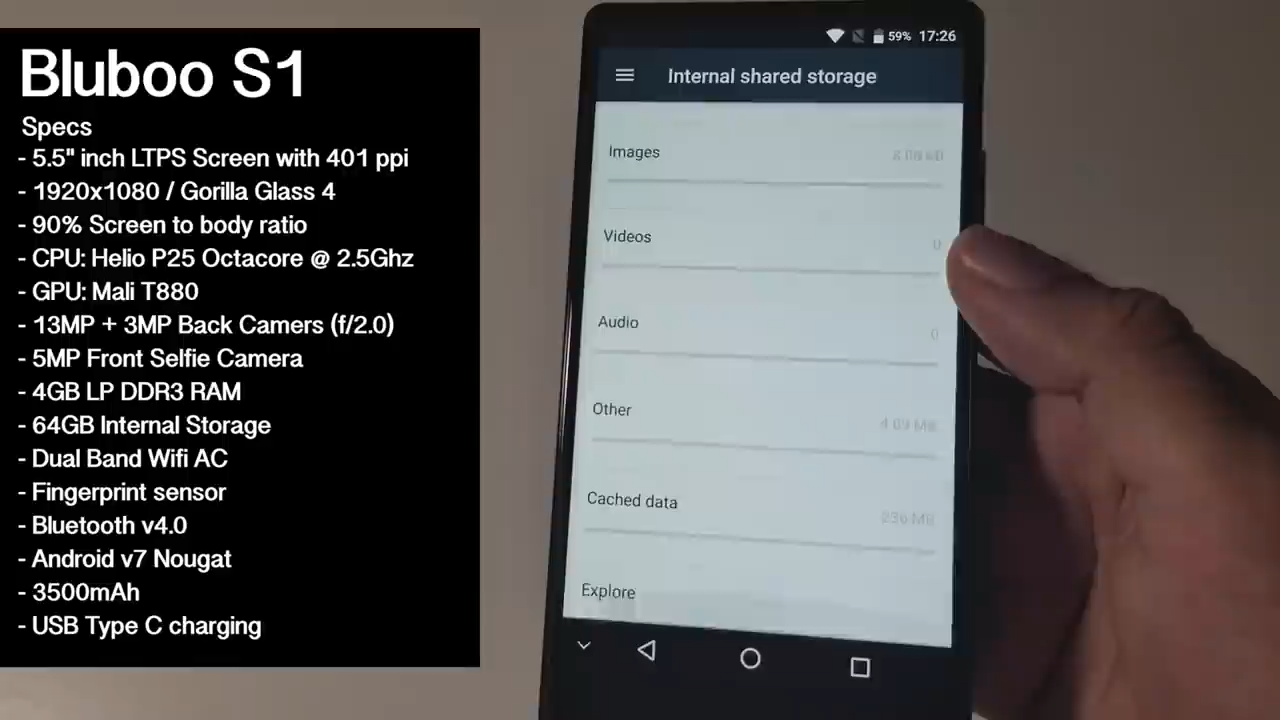 Bluboo S1
Specs
- 5.5" inch LTPS Screen with 401 ppi
- 1920x1080 / Gorilla Glass 4
- 90% Screen to body ratio
- CPU: Helio P25 Octacore @ 2.5Ghz
- GPU: Mali T880
- 13MP + 3MP Back Camers (f/2.0)
- 5MP Front Selfie Camera
- 4GB LP DDR3 RAM
- 64GB Internal Storage
- Dual Band Wifi AC
- Fingerprint sensor
- Bluetooth v4.0
- Android v7 Nougat
- 3500mAh
- USB Type C charging
59% 17:26
Internal shared storage
Images
Videos 0
Audio 0
Other
Cached data 236 MB
Explore